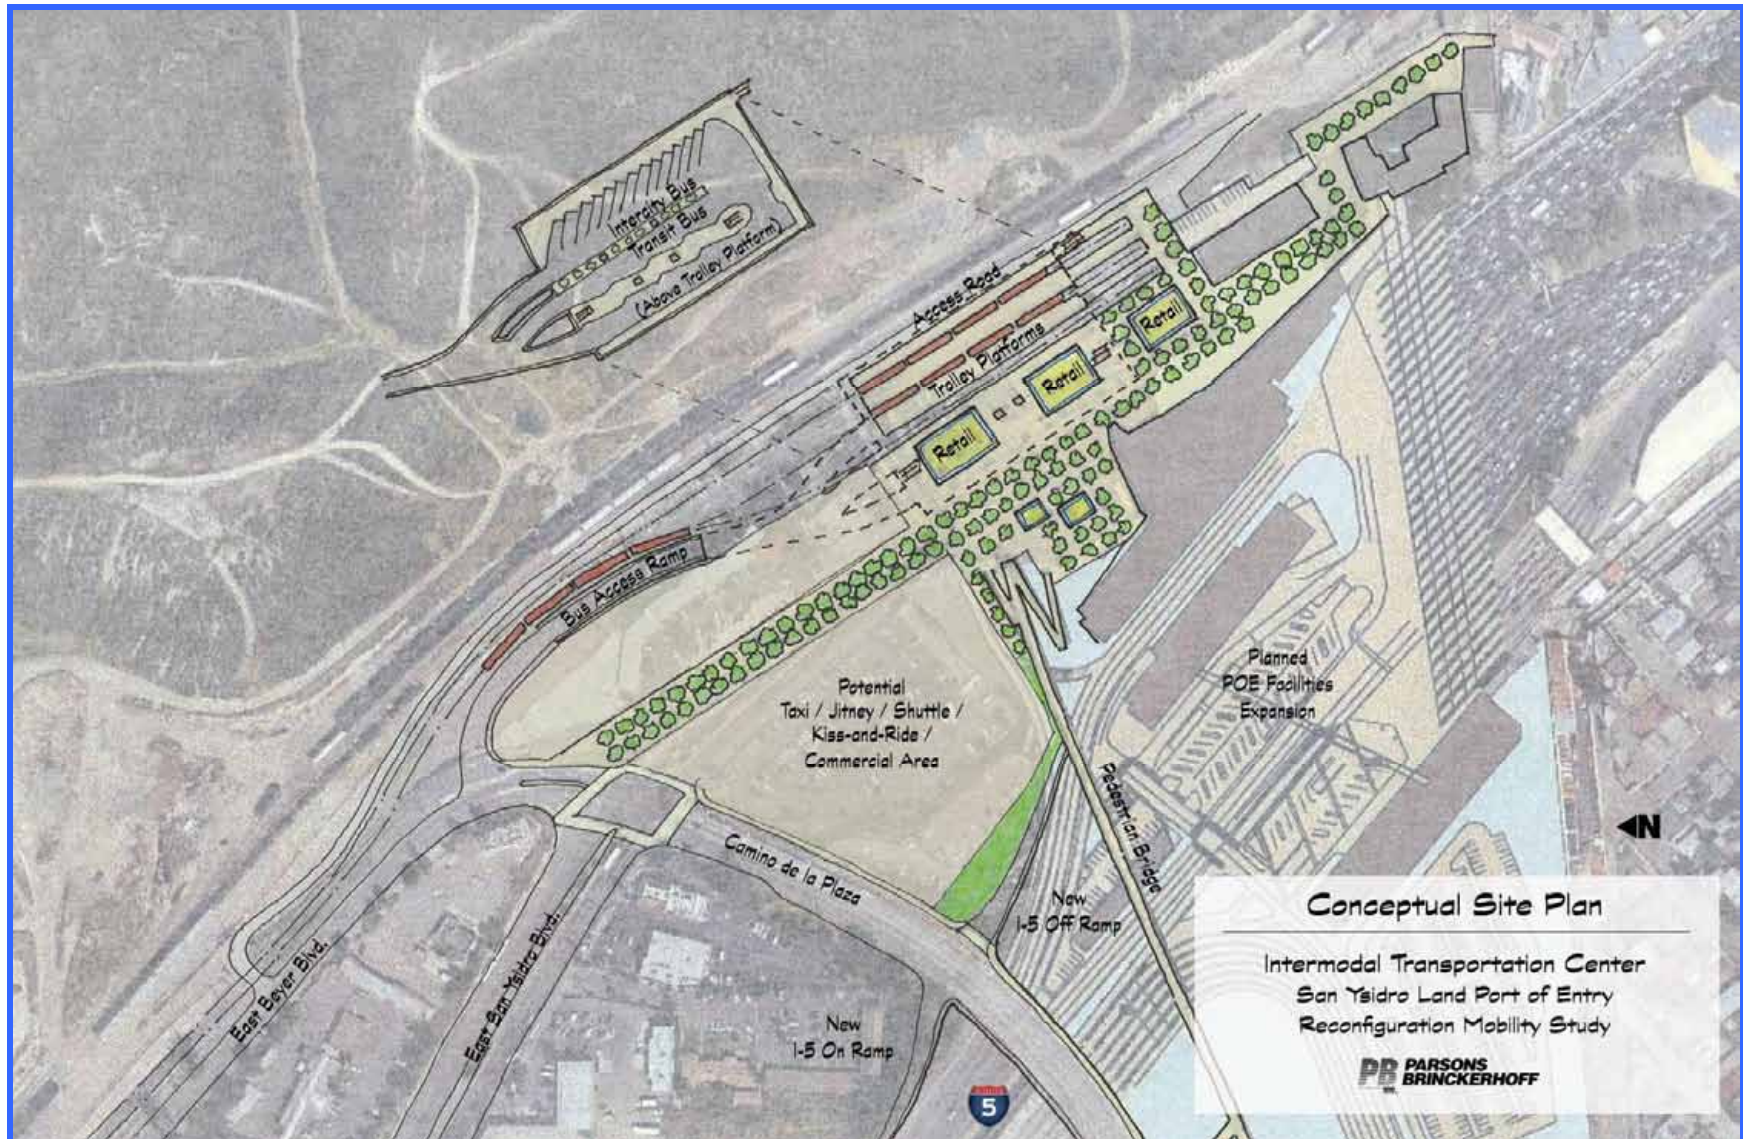 Intercity Bus
Transit Bus
(Above Trolley Platform)
Access Road
Trolley Platforms
Retail
Retail
Retail
Bus Access Ramp
Potential
Taxi / Jitney / Shuttle /
Kiss-and-Ride /
Commercial Area
Planned
POE Facilities
Expansion
Pedestrian Bridge
Camino de la Plaza
New
I-5 Off Ramp
East Beyer Blvd.
East San Ysidro Blvd.
New
I-5 On Ramp
5
N
Conceptual Site Plan
Intermodal Transportation Center
San Ysidro Land Port of Entry
Reconfiguration Mobility Study
PB PARSONS
BRINCKERHOFF